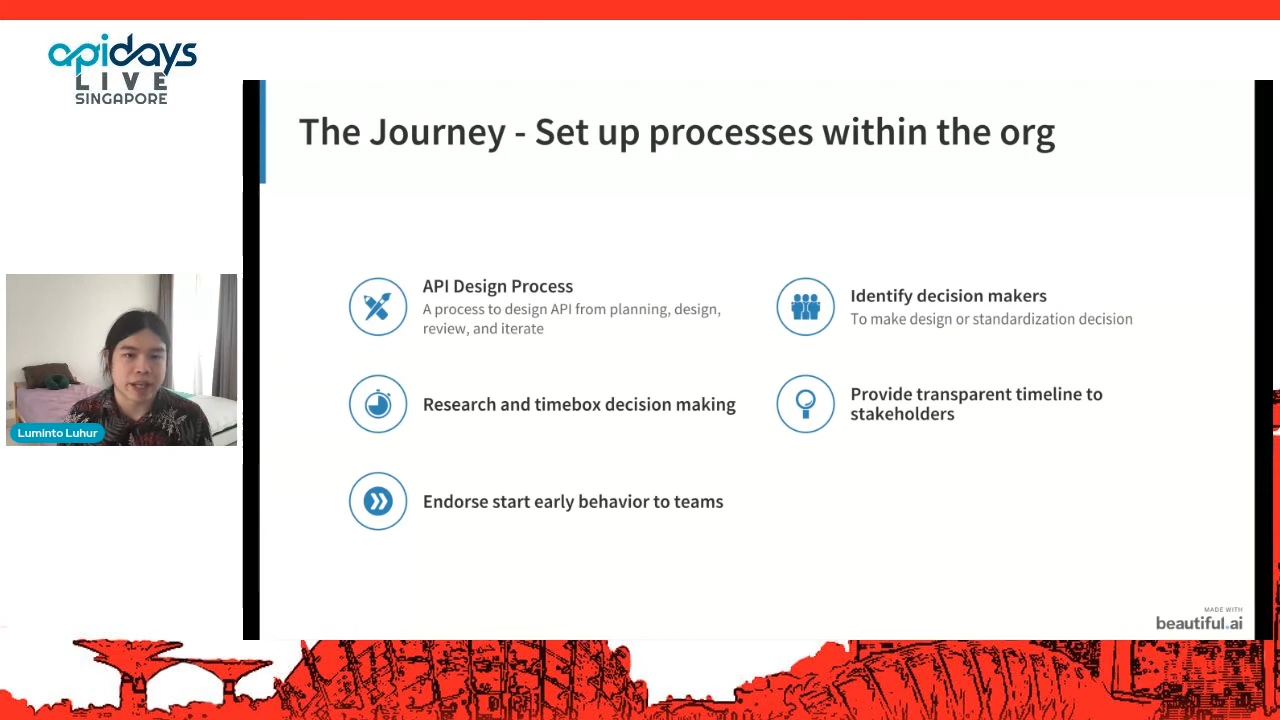 apidays
LIVE
SINGAPORE
The Journey - Set up processes within the org
API Design Process
A process to design API from planning, design,
review, and iterate
Identify decision makers
To make design or standardization decision
Research and timebox decision making
Provide transparent timeline to
stakeholders
Endorse start early behavior to teams
Luminto Luhur
MADE WITH
beautiful.ai